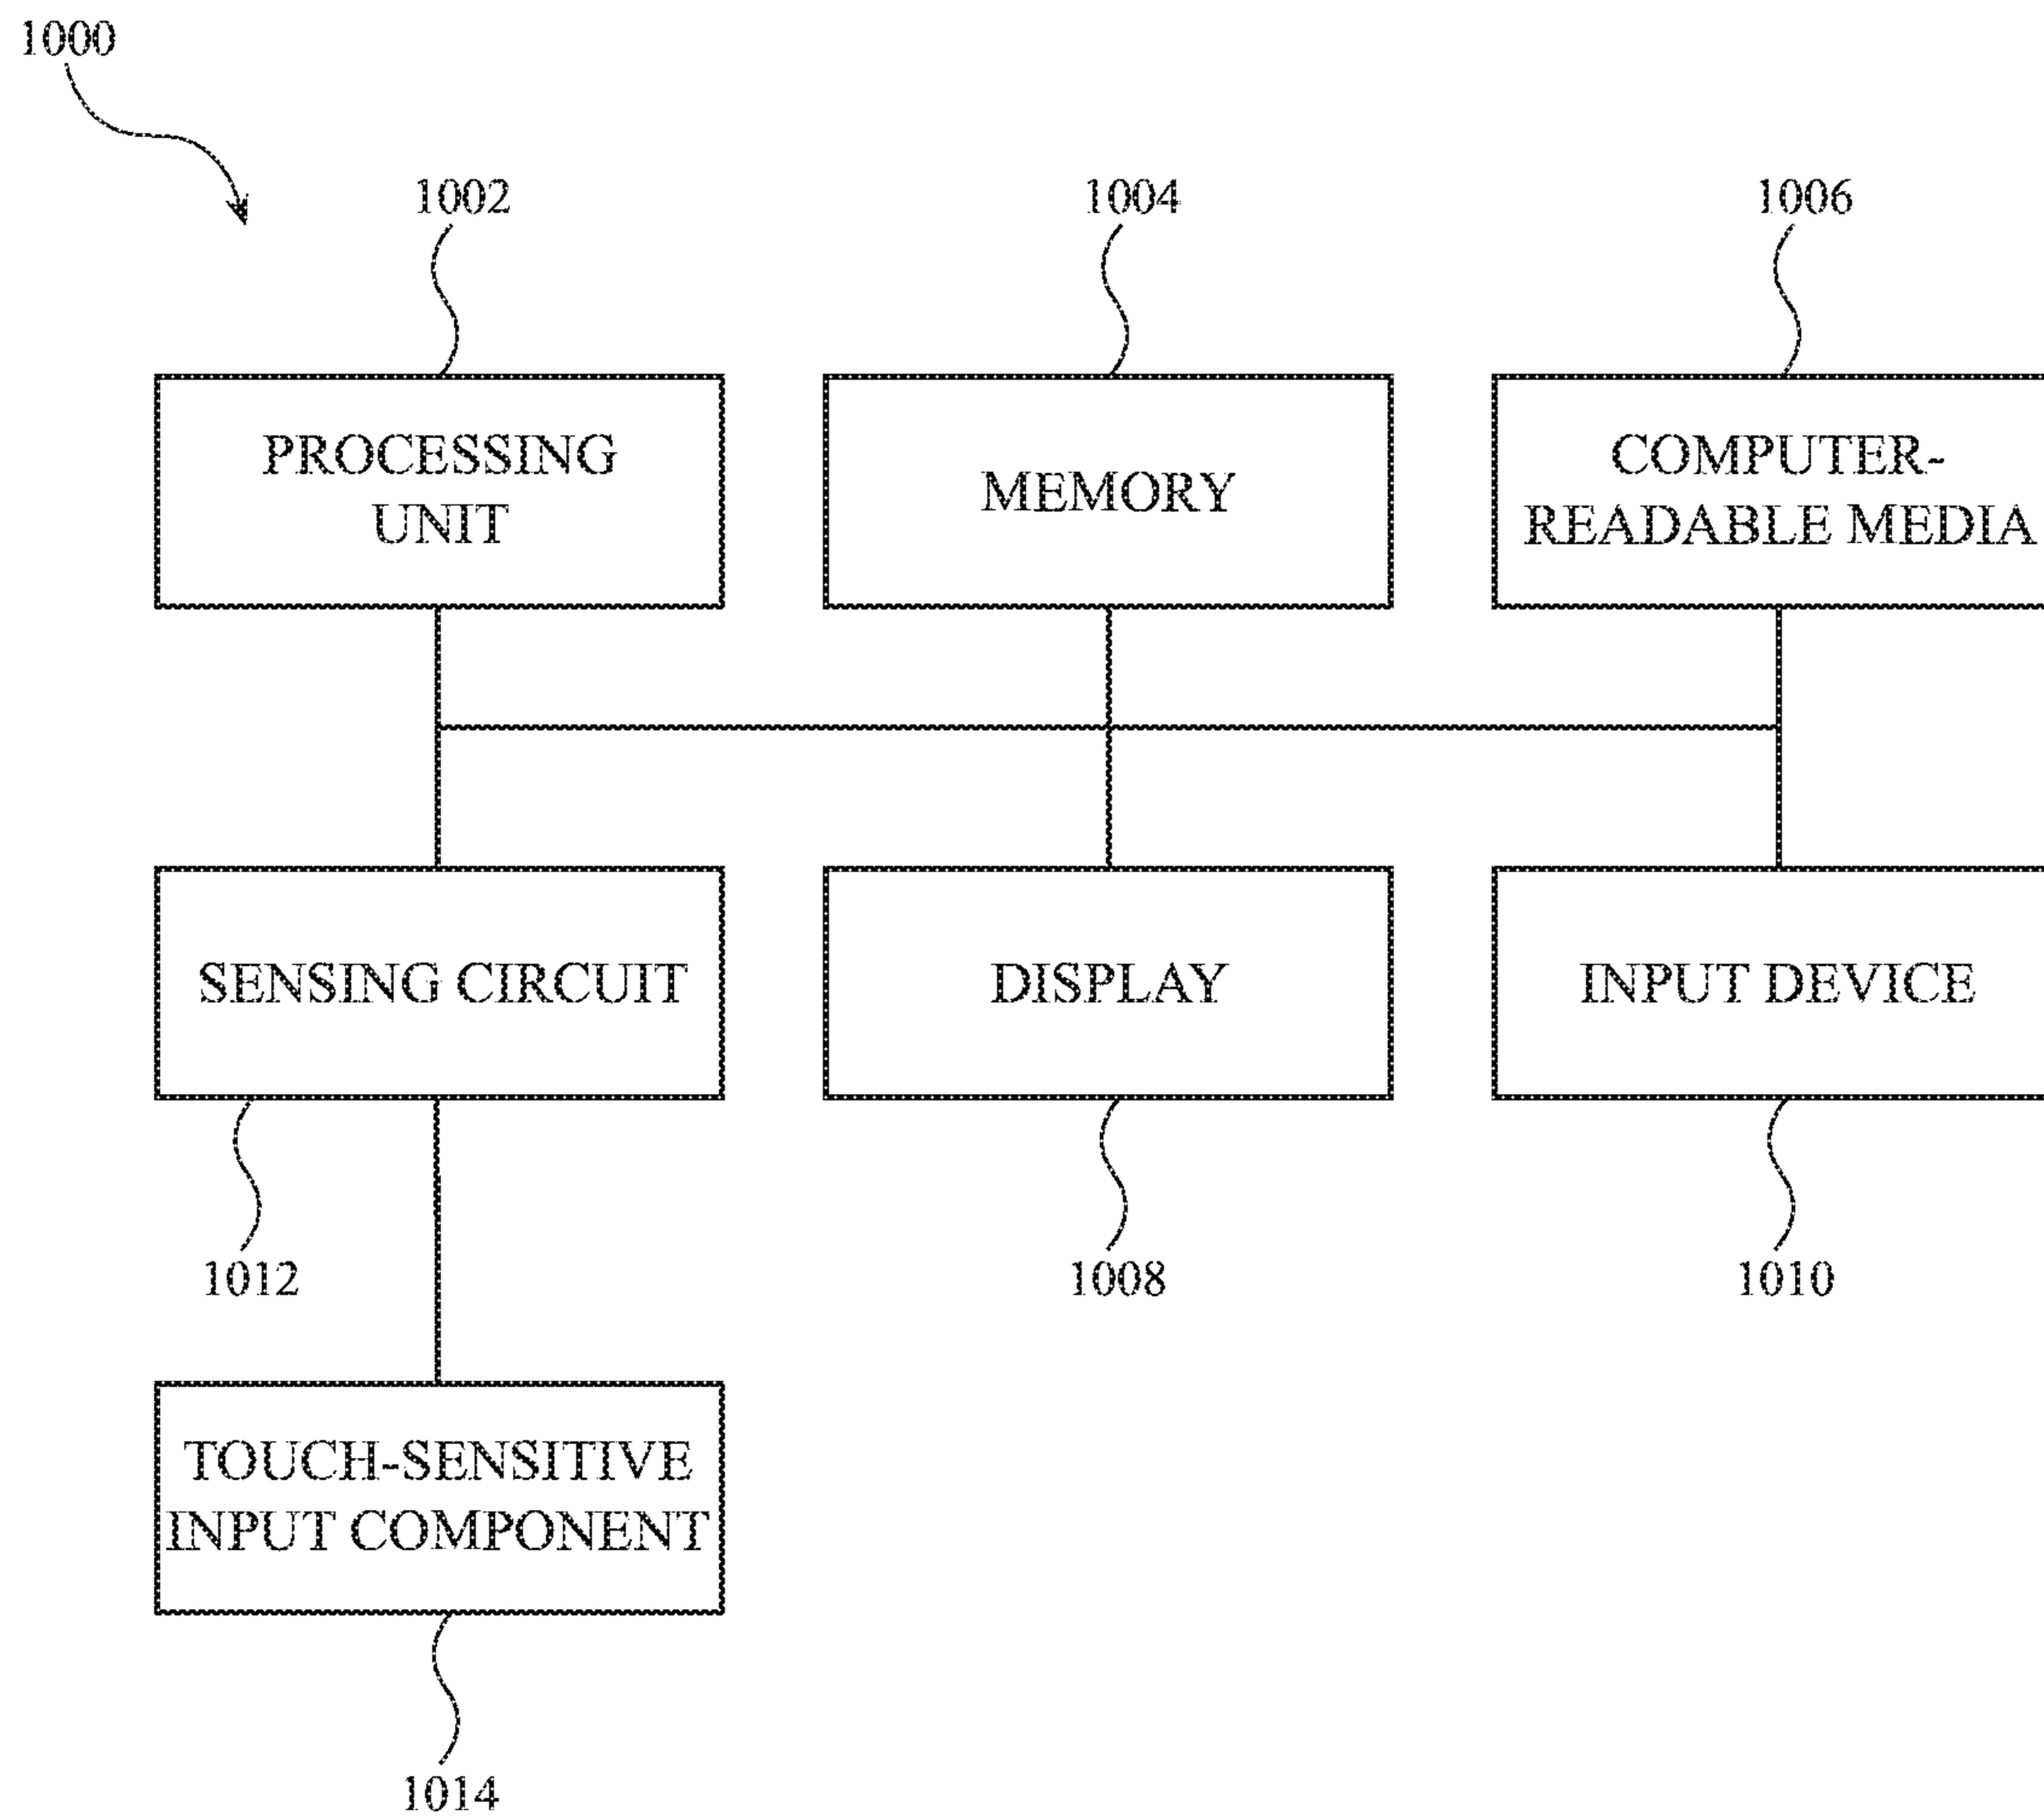 1000
1002
1004
1006
PROCESSING
UNIT
MEMORY
COMPUTER-
READABLE MEDIA
SENSING CIRCUIT
DISPLAY
INPUT DEVICE
1012
1008
1010
TOUCH-SENSITIVE
INPUT COMPONENT
1014